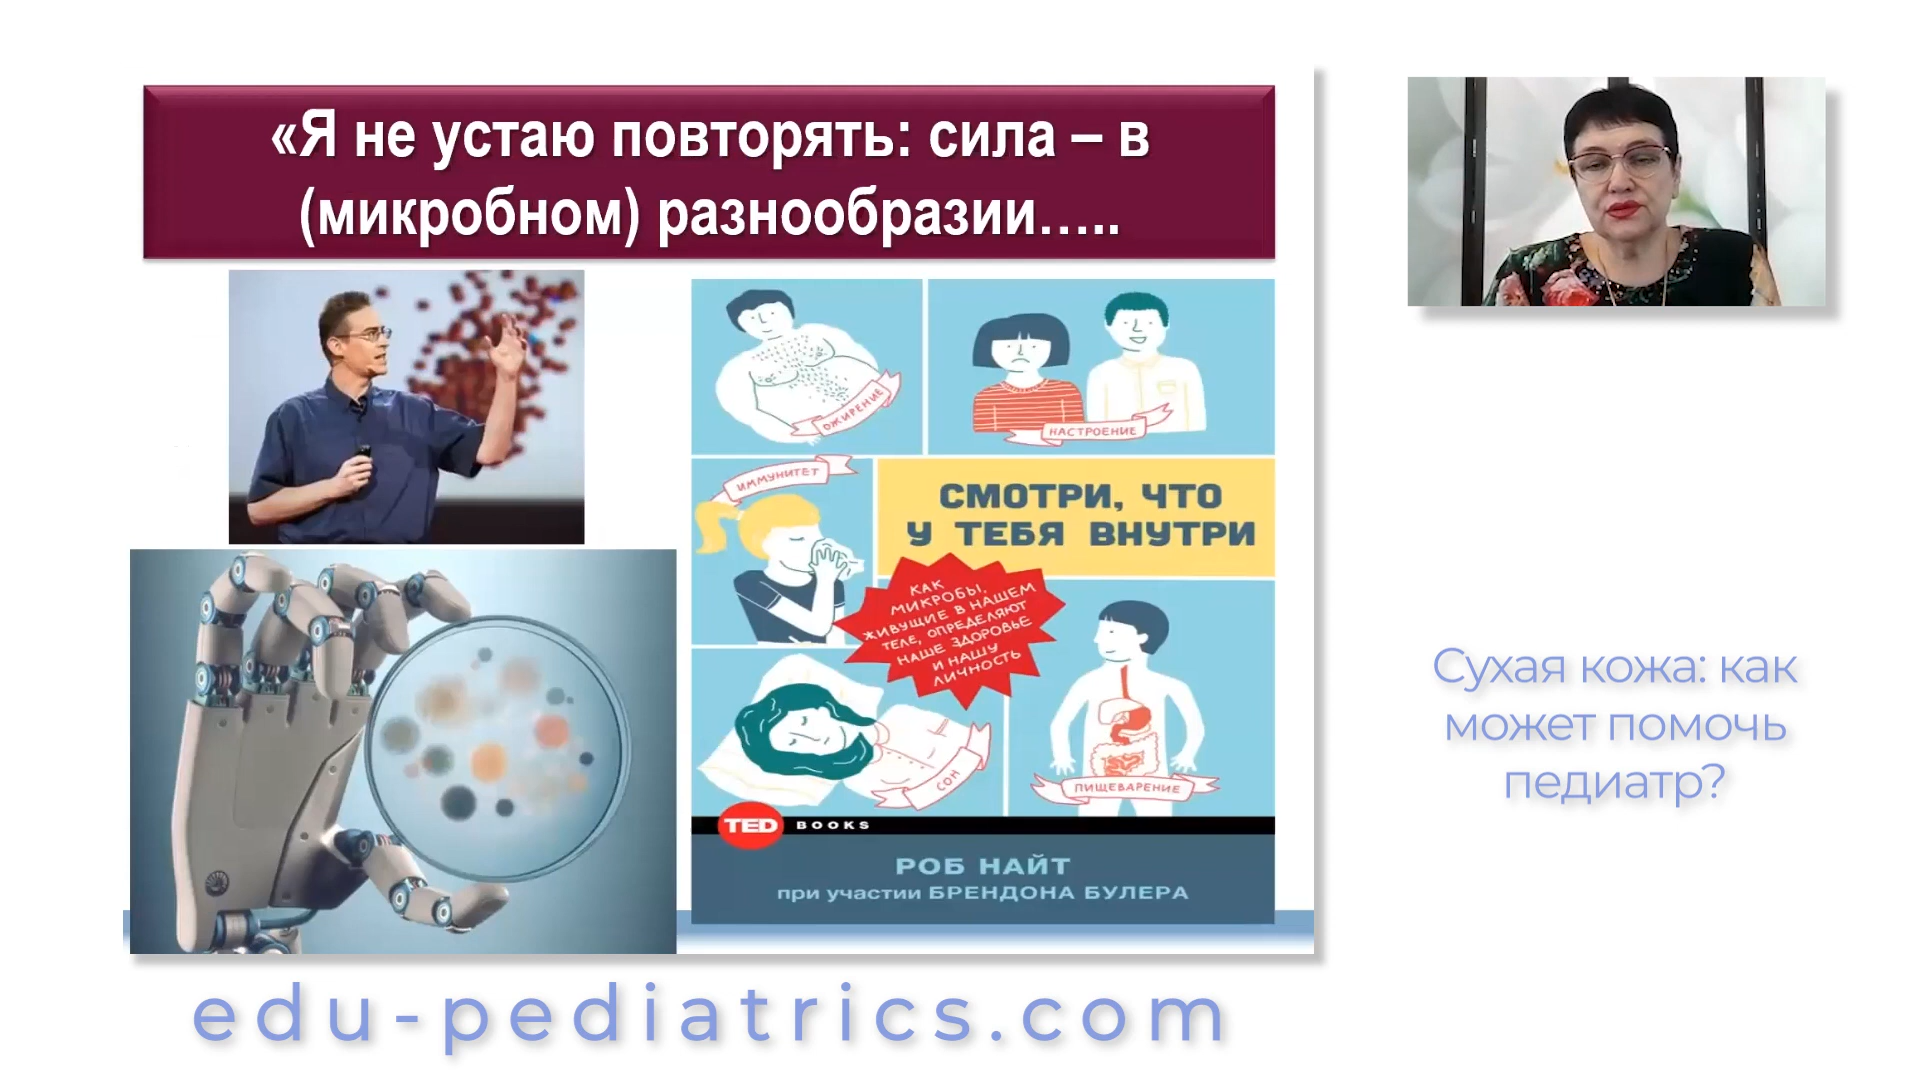 «Я не устаю повторять: сила – в
(микробном) разнообразии…..
ОЖИРЕНИЕ
НАСТРОЕНИЕ
ИММУНИТЕТ
СМОТРИ, ЧТО
У ТЕБЯ ВНУТРИ
КАК
МИКРОБЫ,
ЖИВУЩИЕ В НАШЕМ
ТЕЛЕ, ОПРЕДЕЛЯЮТ
НАШЕ ЗДОРОВЬЕ
И НАШУ
ЛИЧНОСТЬ
СОН
ПИЩЕВАРЕНИЕ
TED BOOKS
РОБ НАЙТ
при участии БРЕНДОНА БУЛЕРА
Сухая кожа: как
может помочь
педиатр?
edu-pediatrics.com